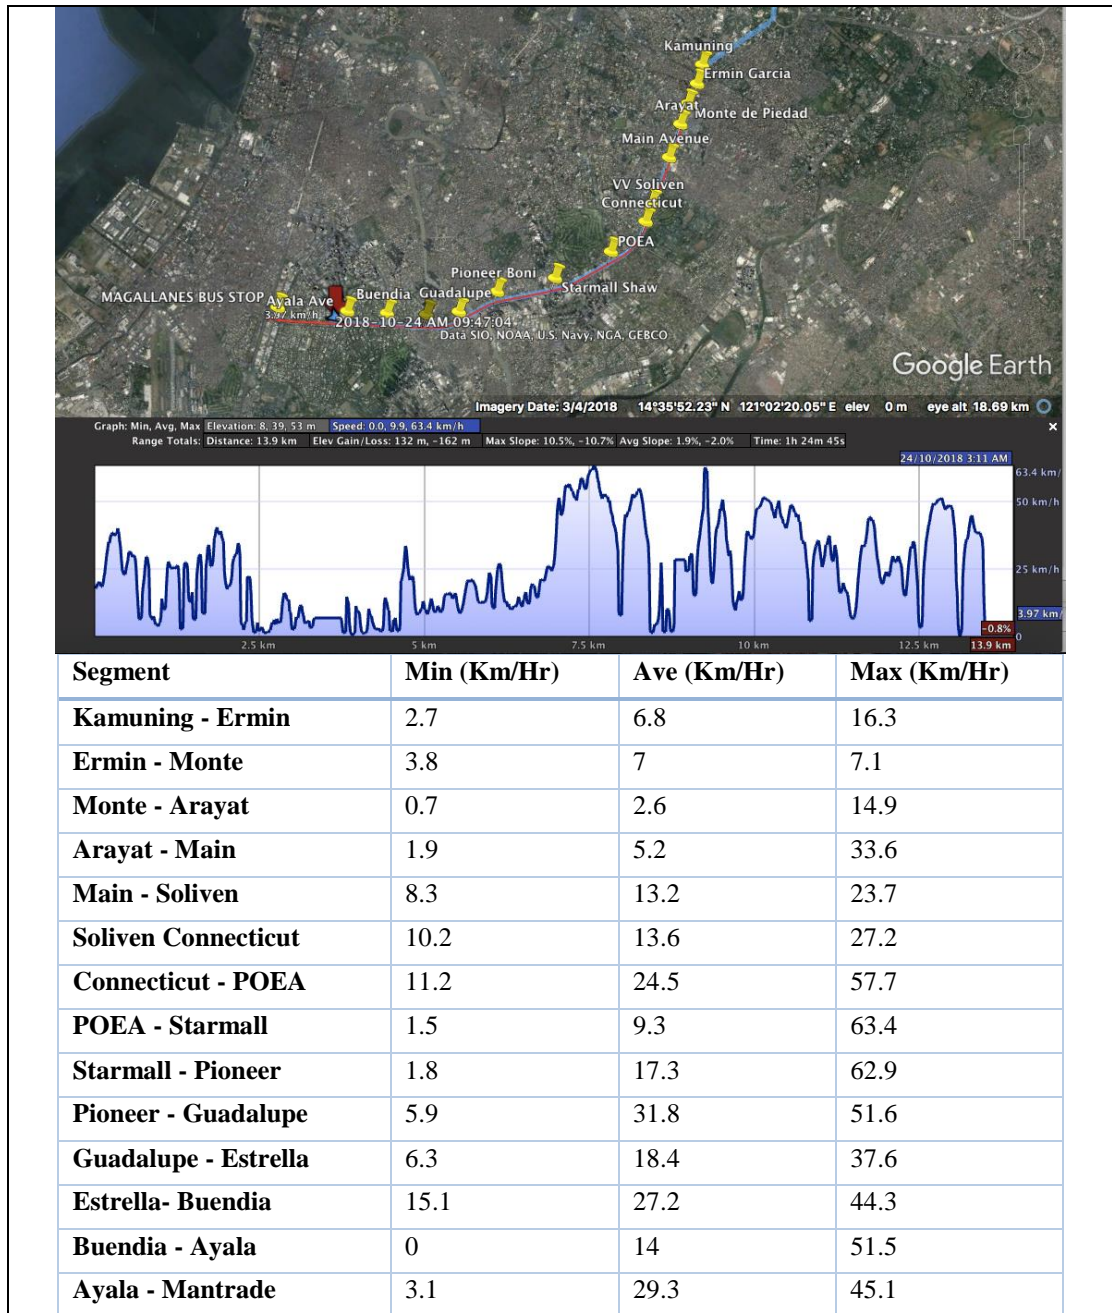 Kamuning
Ermin Garcia
Arayat
Monte de Piedad
Main Avenue
VV Soliven
Connecticut
POEA
Pioneer Boni
Starmall Shaw
MAGALLANES BUS STOP
Ayala Ave
Buendia
Guadalupe
3.97 km/h
2018-10-24 AM 09:47:04
Data SIO, NOAA, U.S. Navy, NGA, GEBCO
Google Earth
Imagery Date: 3/4/2018 14°35'52.23" N 121°02'20.05" E elev 0 m eye alt 18.69 km
Graph: Min, Avg, Max Elevation: 8, 39, 53 m Speed: 0.0, 9.9, 63.4 km/h
Range Totals: Distance: 13.9 km Elev Gain/Loss: 132 m, -162 m Max Slope: 10.5%, -10.7% Avg Slope: 1.9%, -2.0% Time: 1h 24m 45s
24/10/2018 3:11 AM
63.4 km/
50 km/h
25 km/h
3.97 km/
-0.8%
0
2.5 km 5 km 7.5 km 10 km 12.5 km 13.9 km
Segment Min (Km/Hr) Ave (Km/Hr) Max (Km/Hr)
Kamuning - Ermin 2.7 6.8 16.3
Ermin - Monte 3.8 7 7.1
Monte - Arayat 0.7 2.6 14.9
Arayat - Main 1.9 5.2 33.6
Main - Soliven 8.3 13.2 23.7
Soliven Connecticut 10.2 13.6 27.2
Connecticut - POEA 11.2 24.5 57.7
POEA - Starmall 1.5 9.3 63.4
Starmall - Pioneer 1.8 17.3 62.9
Pioneer - Guadalupe 5.9 31.8 51.6
Guadalupe - Estrella 6.3 18.4 37.6
Estrella- Buendia 15.1 27.2 44.3
Buendia - Ayala 0 14 51.5
Ayala - Mantrade 3.1 29.3 45.1